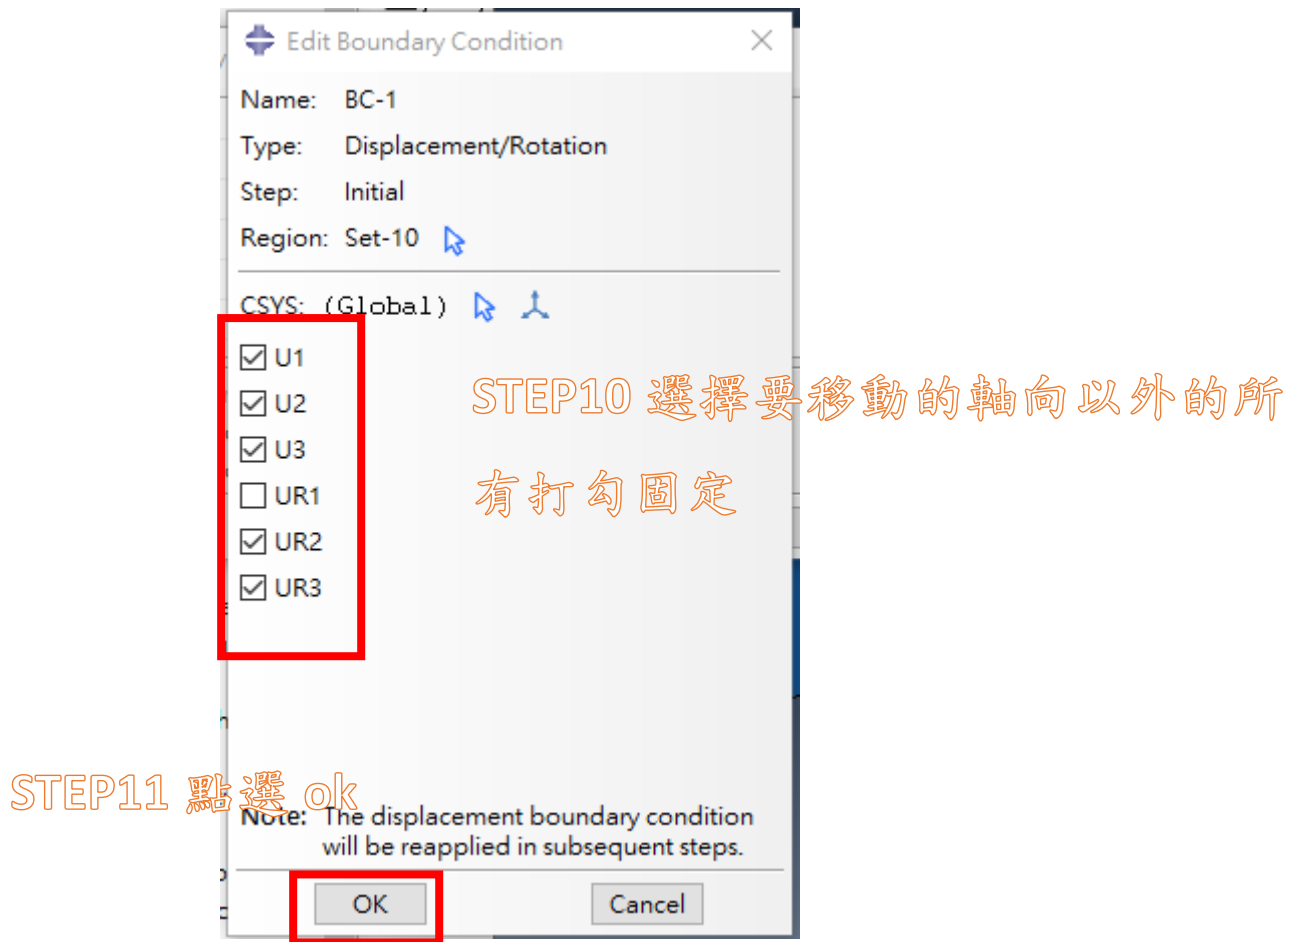 Edit Boundary Condition
Name: BC-1
Type: Displacement/Rotation
Step: Initial
Region: Set-10
CSYS: (Global)
U1
U2
U3
UR1
UR2
UR3
STEP10 選擇要移動的軸向以外的所
有打勾固定
STEP11 點選 ok
Note: The displacement boundary condition
will be reapplied in subsequent steps.
OK
Cancel